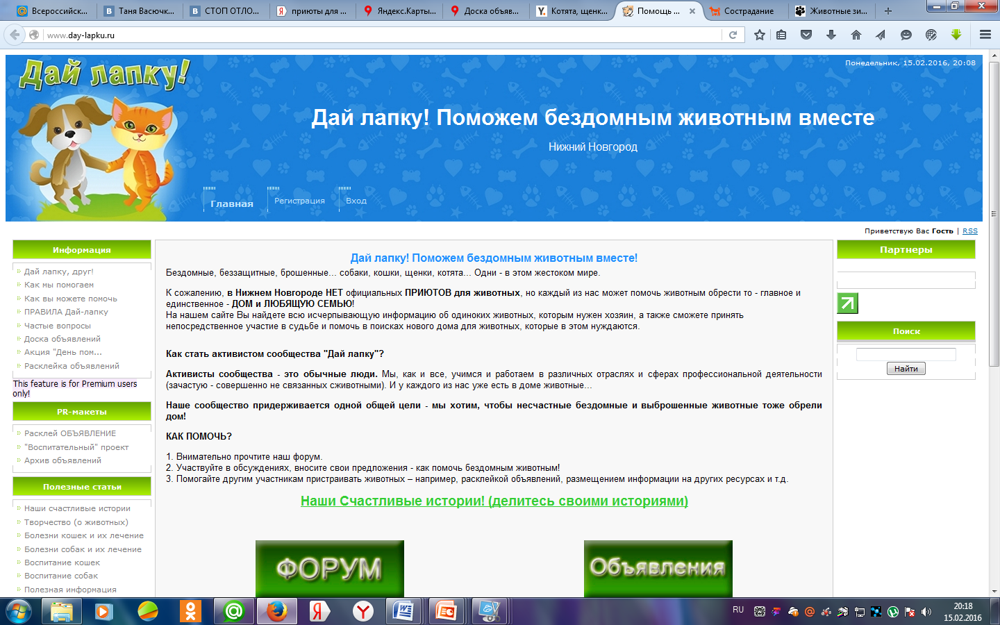 Всероссийск...
Таня Васючк...
СТОП ОТЛО...
приюты для ...
Яндекс.Карты...
Доска объяв...
Котята, щенк...
Помощь ...
Сострадание
Животные зи...
www.day-lapku.ru
Дай лапку!
Понедельник, 15.02.2016, 20:08
Дай лапку! Поможем бездомным животным вместе
Нижний Новгород
Главная
Регистрация
Вход
Приветствую Вас Гость | RSS
Информация
Дай лапку, друг!
Как мы помогаем
Как вы можете помочь
ПРАВИЛА Дай-лапку
Частые вопросы
Доска объявлений
Акция "День пом...
Расклейка объявлений
This feature is for Premium users
only!
PR-макеты
Расклей ОБЪЯВЛЕНИЕ
"Воспитательный" проект
Архив объявлений
Полезные статьи
Наши счастливые истории
Творчество (о животных)
Болезни кошек и их лечение
Болезни собак и их лечение
Воспитание кошек
Воспитание собак
Полезная информация
Дай лапку! Поможем бездомным животным вместе!
Бездомные, беззащитные, брошенные... собаки, кошки, щенки, котята... Одни - в этом жестоком мире.
К сожалению, в Нижнем Новгороде НЕТ официальных ПРИЮТОВ для животных, но каждый из нас может помочь животным обрести то - главное и
единственное - ДОМ и ЛЮБЯЩУЮ СЕМЬЮ!
На нашем сайте Вы найдете всю исчерпывающую информацию об одиноких животных, которым нужен хозяин, а также сможете принять
непосредственное участие в судьбе и помочь в поисках нового дома для животных, которые в этом нуждаются.
Как стать активистом сообщества "Дай лапку"?
Активисты сообщества - это обычные люди. Мы, как и все, учимся и работаем в различных отраслях и сферах профессиональной деятельности
(зачастую - совершенно не связанных сживотными). И у каждого из нас уже есть в доме животные...
Наше сообщество придерживается одной общей цели - мы хотим, чтобы несчастные бездомные и выброшенные животные тоже обрели
дом!
КАК ПОМОЧЬ?
1. Внимательно прочтите наш форум.
2. Участвуйте в обсуждениях, вносите свои предложения - как помочь бездомным животным!
3. Помогайте другим участникам пристраивать животных – например, расклейкой объявлений, размещением информации на других ресурсах и т.д.
Наши Счастливые истории! (делитесь своими историями)
ФОРУМ
Объявления
Партнеры
Поиск
Найти
RU
20:18
15.02.2016